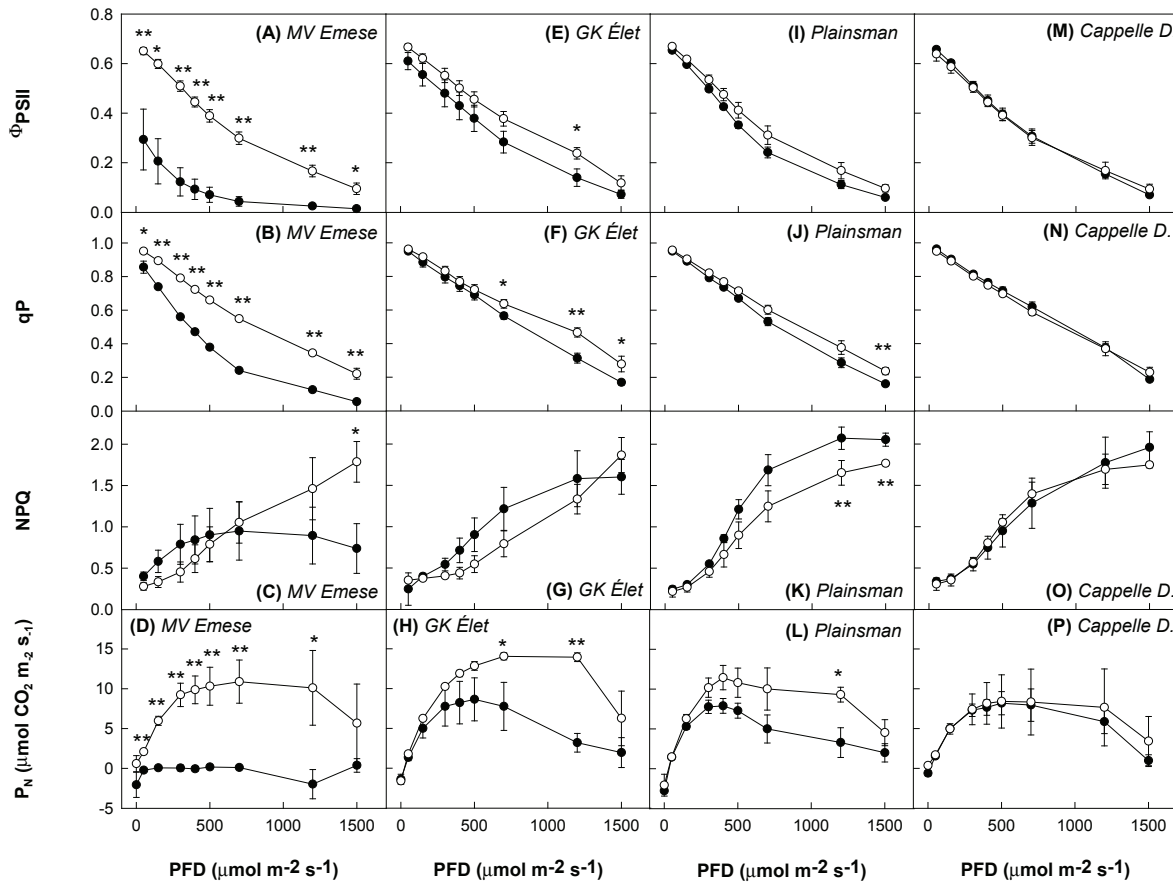 (A) MV Emese
(E) GK Élet
(I) Plainsman
(M) Cappelle D.
ΦPSII
0.8
0.6
0.4
0.2
0.0
** * ** ** ** ** ** *
*
(B) MV Emese
(F) GK Élet
(J) Plainsman
(N) Cappelle D.
qP
1.0
0.8
0.6
0.4
0.2
0.0
* ** ** ** ** ** ** **
* ** *
**
(C) MV Emese
(G) GK Élet
(K) Plainsman
(O) Cappelle D.
NPQ
2.0
1.5
1.0
0.5
0.0
*
** **
(D) MV Emese
(H) GK Élet
(L) Plainsman
(P) Cappelle D.
PN (μmol CO2 m-2 s-1)
15
10
5
0
-5
** ** ** ** ** ** *
* **
*
0 500 1000 1500
0 500 1000 1500
0 500 1000 1500
0 500 1000 1500
PFD (μmol m-2 s-1)
PFD (μmol m-2 s-1)
PFD (μmol m-2 s-1)
PFD (μmol m-2 s-1)